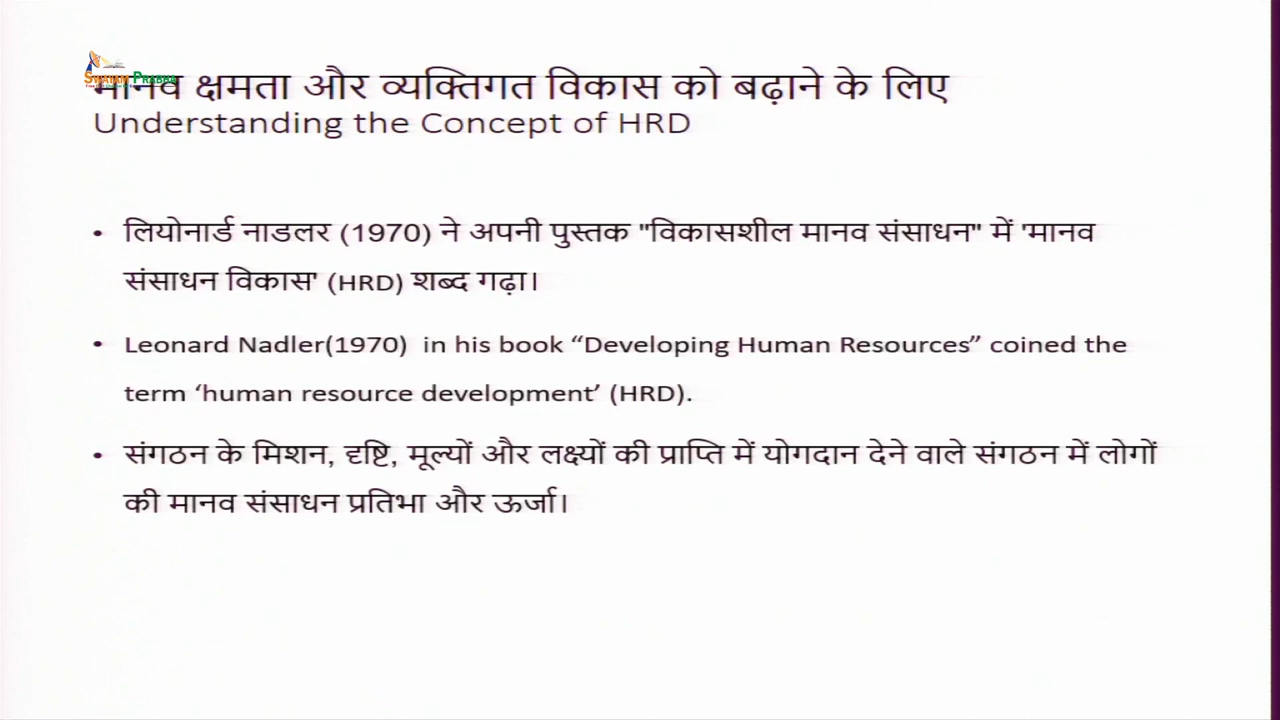 SWAYAM PRABHA
मानव क्षमता और व्यक्तिगत विकास को बढ़ाने के लिए
Understanding the Concept of HRD
• लियोनार्ड नाडलर (1970) ने अपनी पुस्तक "विकासशील मानव संसाधन" में 'मानव
संसाधन विकास' (HRD) शब्द गढ़ा।
• Leonard Nadler(1970) in his book “Developing Human Resources” coined the
term ‘human resource development’ (HRD).
• संगठन के मिशन, दृष्टि, मूल्यों और लक्ष्यों की प्राप्ति में योगदान देने वाले संगठन में लोगों
की मानव संसाधन प्रतिभा और ऊर्जा।